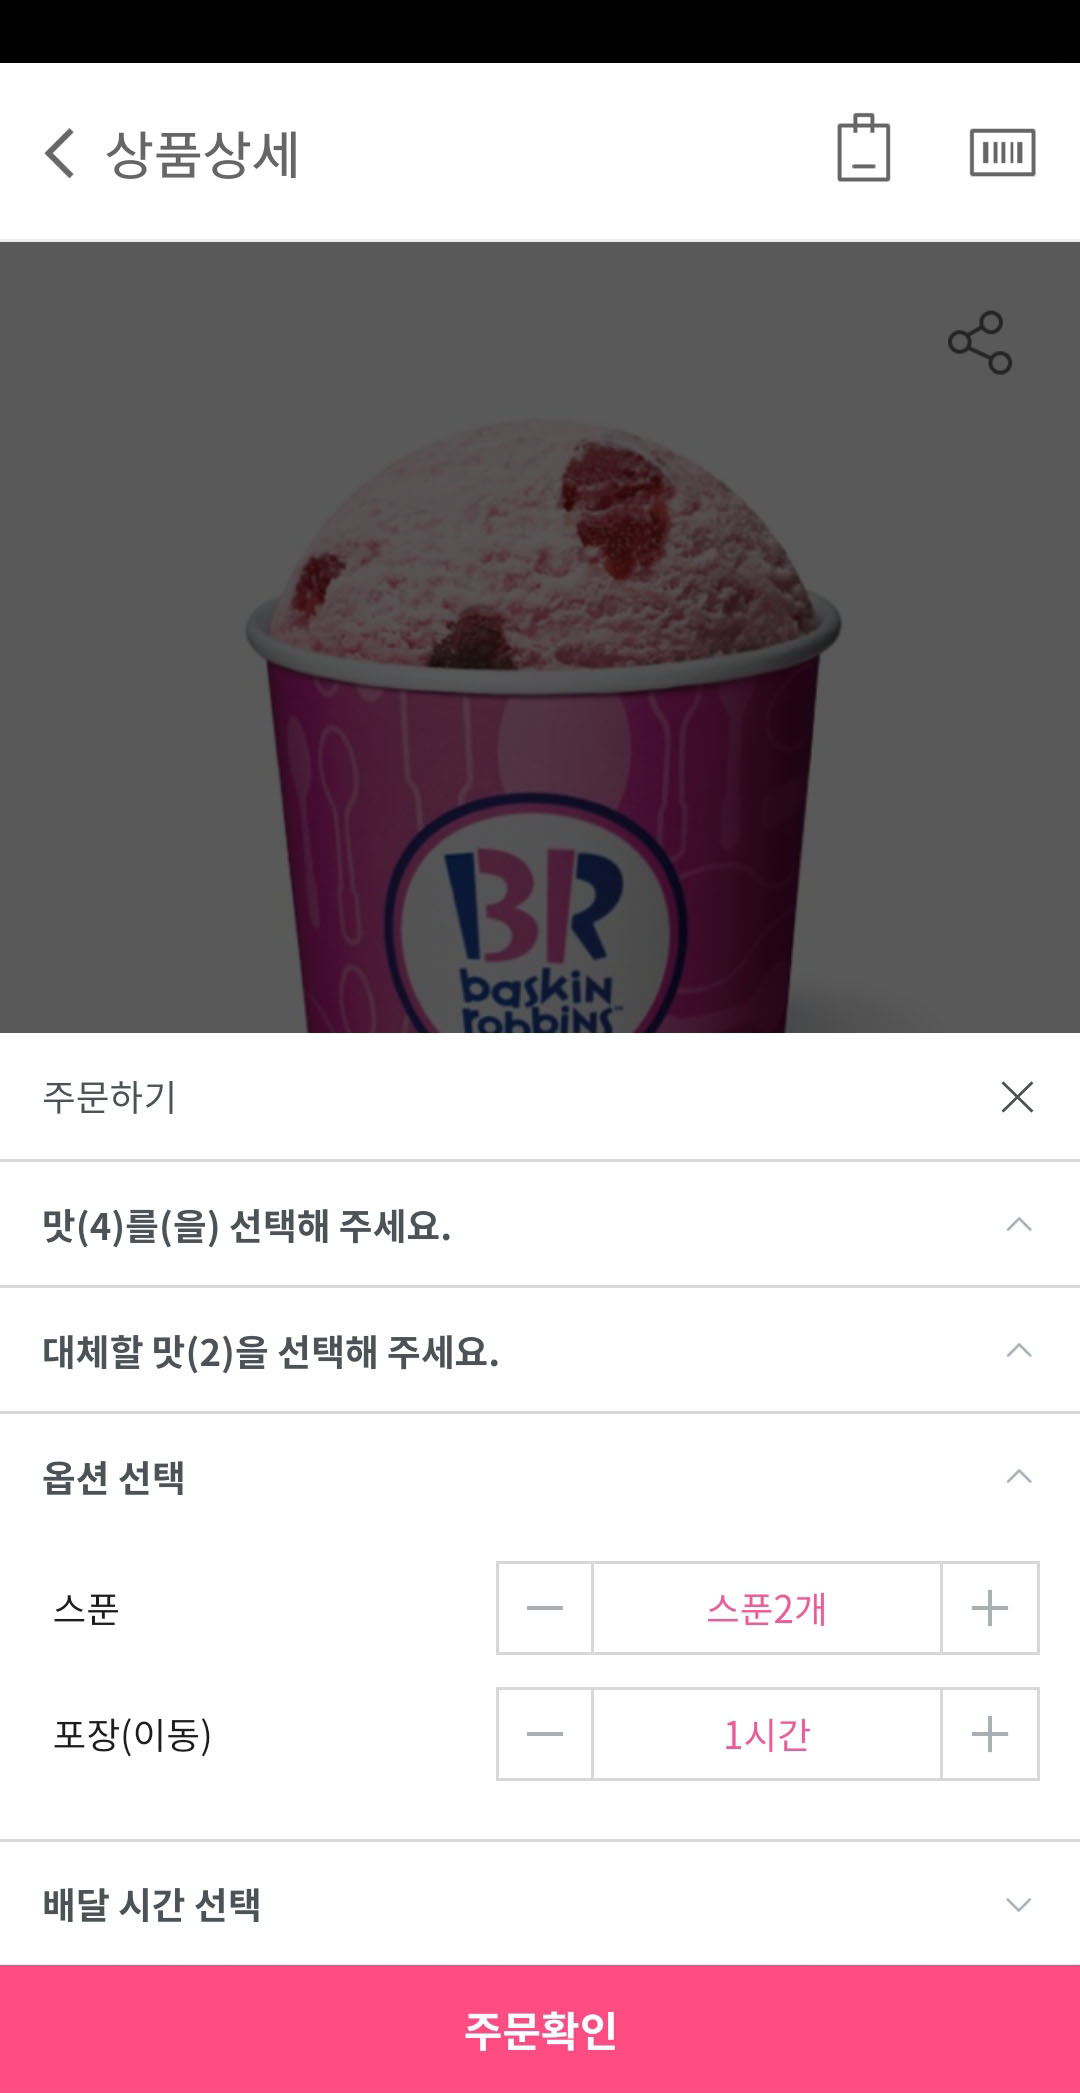 상품상세
BR
baskin
robbins™
주문하기
맛(4)를(을) 선택해 주세요.
대체할 맛(2)을 선택해 주세요.
옵션 선택
스푼
스푼2개
포장(이동)
1시간
배달 시간 선택
주문확인